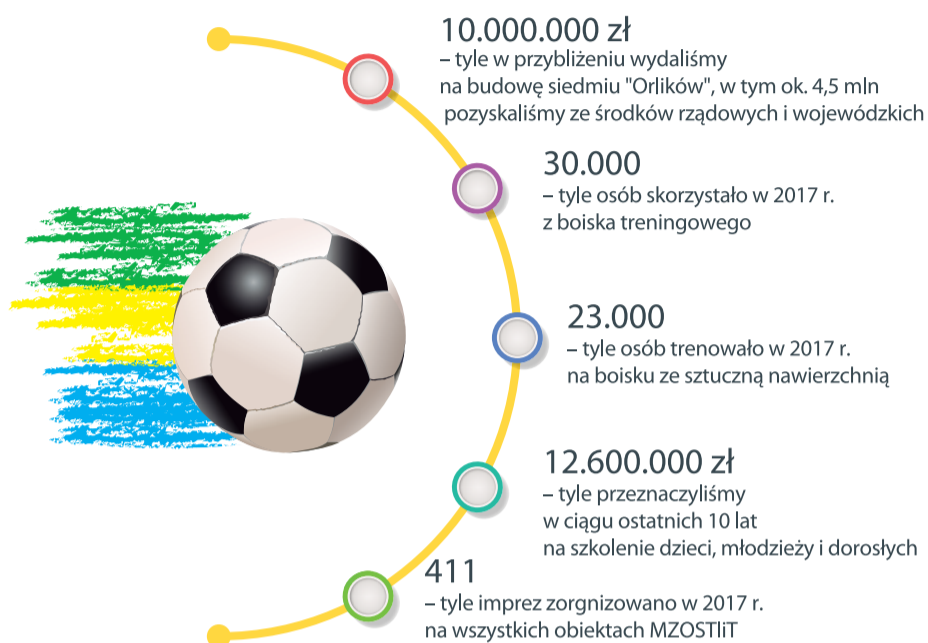 10.000.000 zł
– tyle w przybliżeniu wydaliśmy
na budowę siedmiu "Orlików", w tym ok. 4,5 mln
pozyskaliśmy ze środków rządowych i wojewódzkich
30.000
– tyle osób skorzystało w 2017 r.
z boiska treningowego
23.000
– tyle osób trenowało w 2017 r.
na boisku ze sztuczną nawierzchnią
12.600.000 zł
– tyle przeznaczyliśmy
w ciągu ostatnich 10 lat
na szkolenie dzieci, młodzieży i dorosłych
411
– tyle imprez zorgnizowano w 2017 r.
na wszystkich obiektach MZOSTIiT